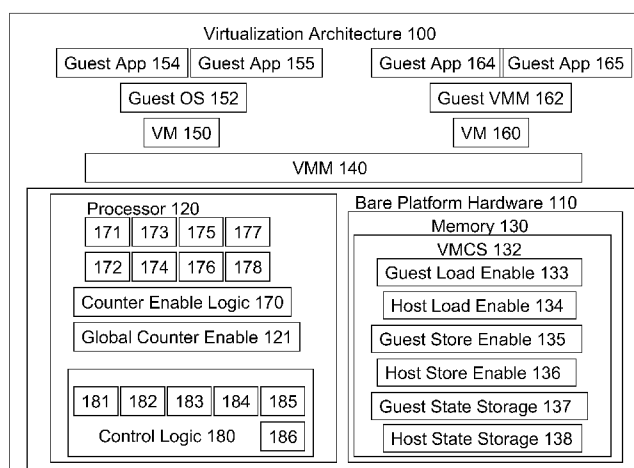 Virtualization Architecture 100
Guest App 154 Guest App 155 Guest App 164 Guest App 165
Guest OS 152 Guest VMM 162
VM 150 VM 160
VMM 140
Bare Platform Hardware 110
Processor 120
171 173 175 177
172 174 176 178
Counter Enable Logic 170
Global Counter Enable 121
181 182 183 184 185
Control Logic 180 186
Memory 130
VMCS 132
Guest Load Enable 133
Host Load Enable 134
Guest Store Enable 135
Host Store Enable 136
Guest State Storage 137
Host State Storage 138